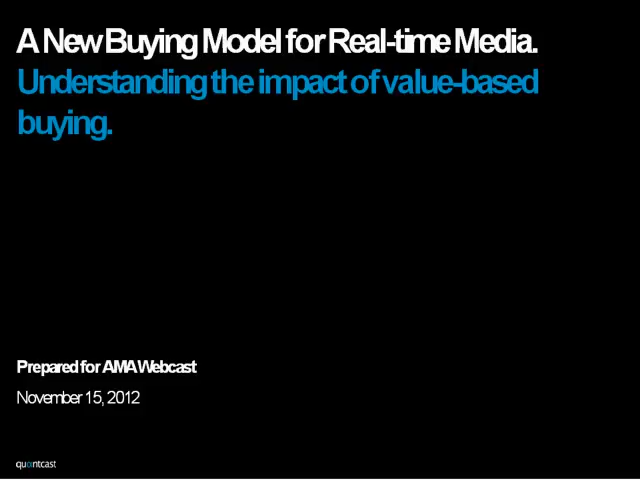 A New Buying Model for Real-time Media.
Understanding the impact of value-based
buying.
Prepared for AMA Webcast
November 15, 2012
quantcast